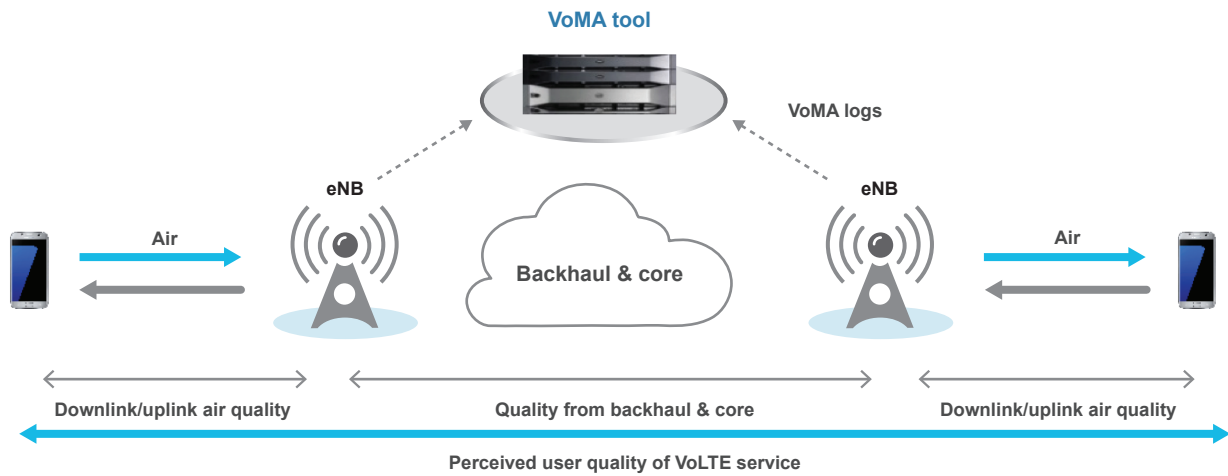 VoMA tool
VoMA logs
eNB
eNB
Air
Air
Backhaul & core
Downlink/uplink air quality
Quality from backhaul & core
Downlink/uplink air quality
Perceived user quality of VoLTE service